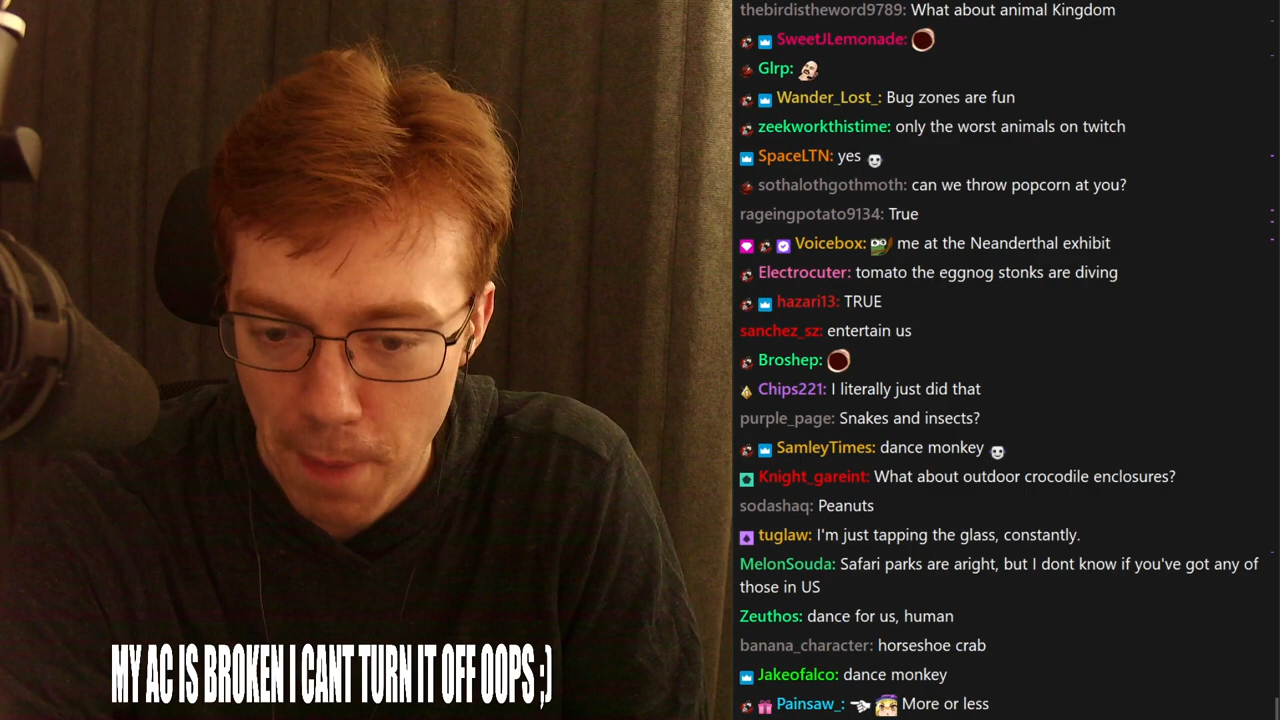 thebirdistheword9789: What about animal Kingdom
SweetJLemonade:
Glrp:
Wander_Lost_: Bug zones are fun
zeekworkthistime: only the worst animals on twitch
SpaceLTN: yes
sothalothgothmoth: can we throw popcorn at you?
rageingpotato9134: True
Voicebox: me at the Neanderthal exhibit
Electrocuter: tomato the eggnog stonks are diving
hazari13: TRUE
sanchez_sz: entertain us
Broshep:
Chips221: I literally just did that
purple_page: Snakes and insects?
SamleyTimes: dance monkey
Knight_gareint: What about outdoor crocodile enclosures?
sodashaq: Peanuts
tuglaw: I'm just tapping the glass, constantly.
MelonSouda: Safari parks are aright, but I dont know if you've got any of
those in US
Zeuthos: dance for us, human
banana_character: horseshoe crab
Jakeofalco: dance monkey
Painsaw_: More or less
MY AC IS BROKEN I CANT TURN IT OFF OOPS ;)